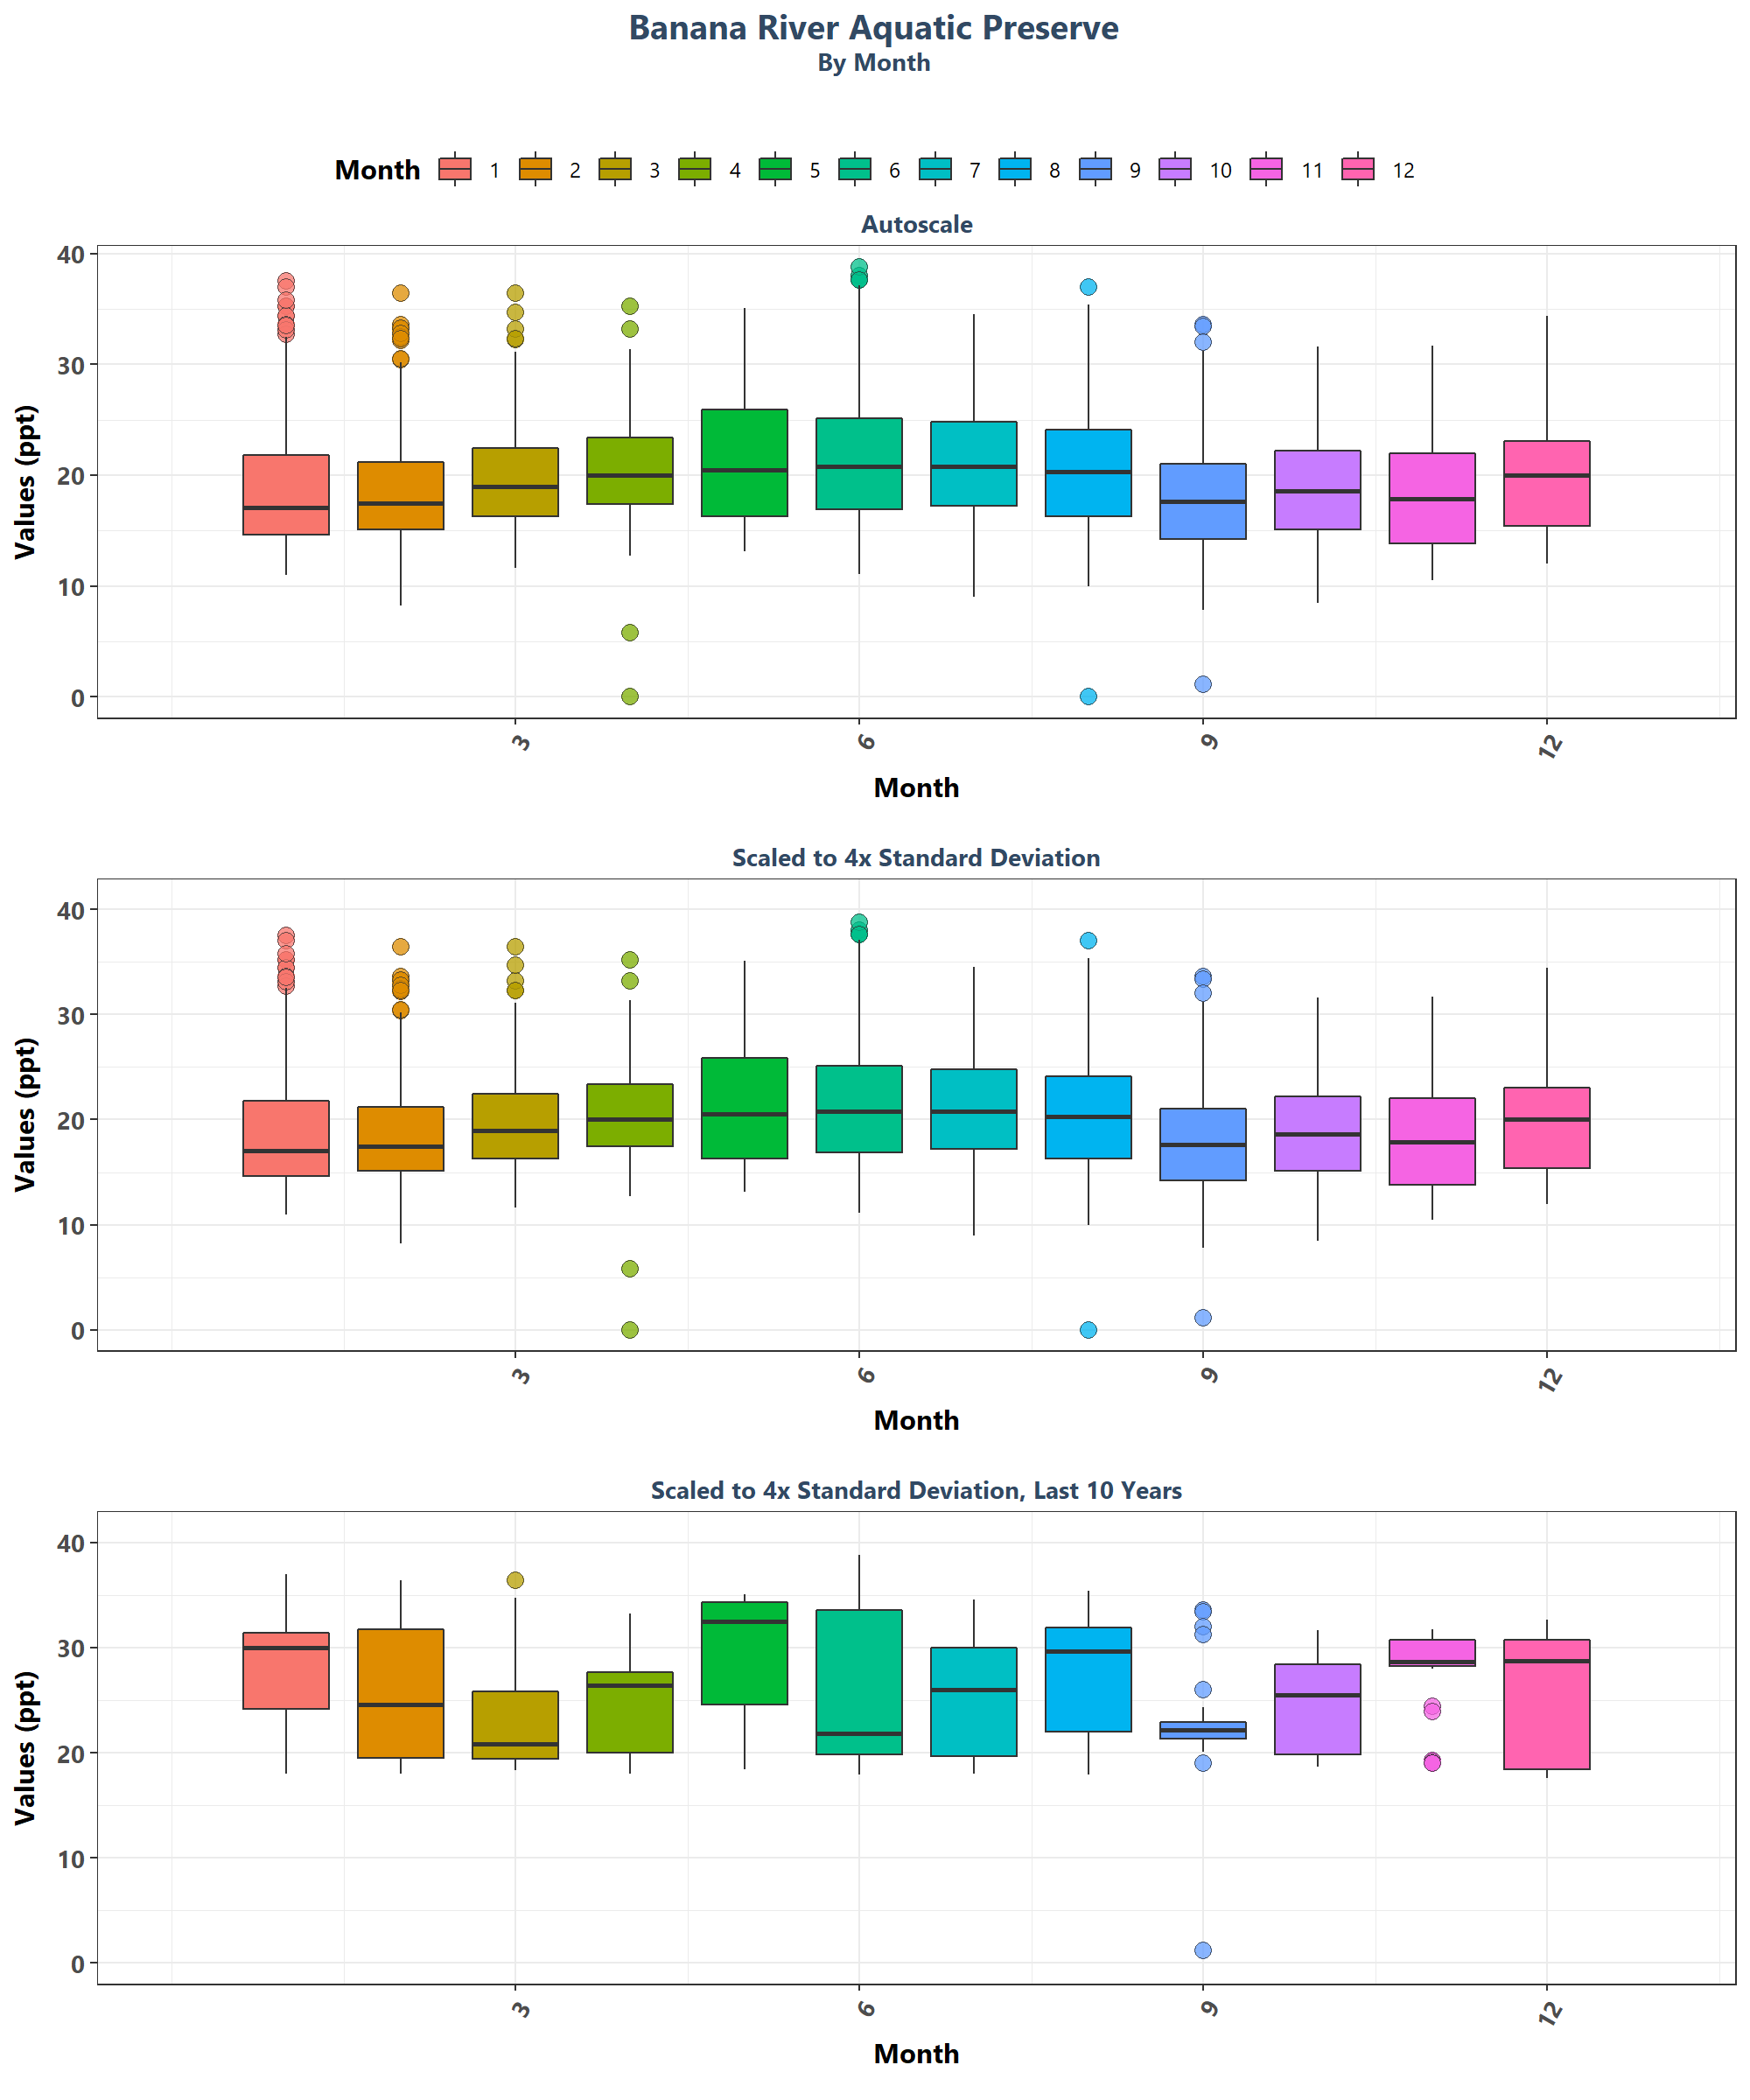 Banana River Aquatic Preserve
By Month
Month 1 2 3 4 5 6 7 8 9 10 11 12
Autoscale
Values (ppt)
40
30
20
10
0
3 6 9 12
Month
Scaled to 4x Standard Deviation
Values (ppt)
40
30
20
10
0
3 6 9 12
Month
Scaled to 4x Standard Deviation, Last 10 Years
Values (ppt)
40
30
20
10
0
3 6 9 12
Month